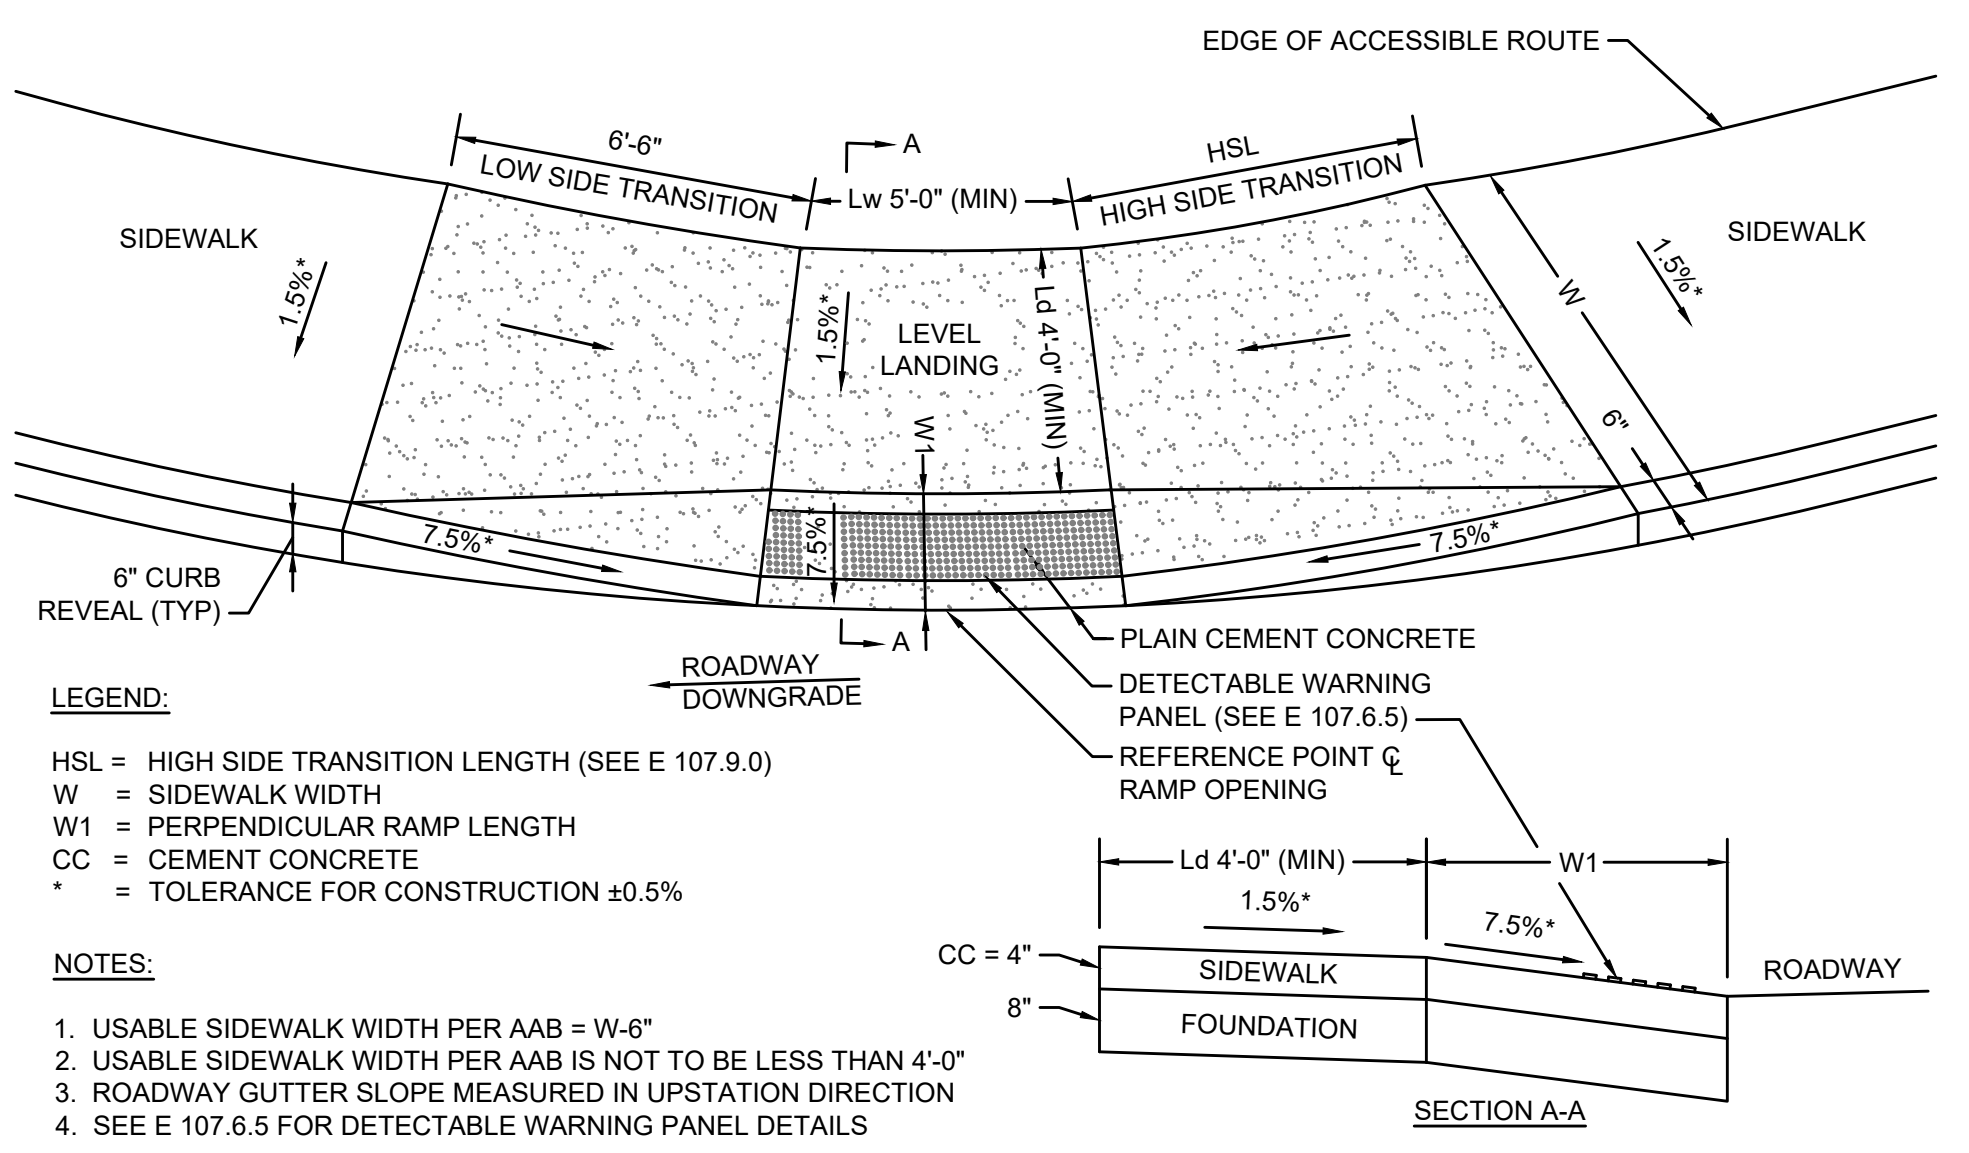 EDGE OF ACCESSIBLE ROUTE
6'-6"
LOW SIDE TRANSITION
A
Lw 5'-0" (MIN)
HSL
HIGH SIDE TRANSITION
SIDEWALK
SIDEWALK
1.5%*
1.5%*
1.5%*
LEVEL
LANDING
Ld 4'-0" (MIN)
W
W1
6"
7.5%*
7.5%*
7.5%*
6" CURB
REVEAL (TYP)
A
ROADWAY
DOWNGRADE
PLAIN CEMENT CONCRETE
DETECTABLE WARNING
PANEL (SEE E 107.6.5)
REFERENCE POINT ℄
RAMP OPENING
LEGEND:
HSL = HIGH SIDE TRANSITION LENGTH (SEE E 107.9.0)
W = SIDEWALK WIDTH
W1 = PERPENDICULAR RAMP LENGTH
CC = CEMENT CONCRETE
* = TOLERANCE FOR CONSTRUCTION ±0.5%
NOTES:
1. USABLE SIDEWALK WIDTH PER AAB = W-6"
2. USABLE SIDEWALK WIDTH PER AAB IS NOT TO BE LESS THAN 4'-0"
3. ROADWAY GUTTER SLOPE MEASURED IN UPSTATION DIRECTION
4. SEE E 107.6.5 FOR DETECTABLE WARNING PANEL DETAILS
Ld 4'-0" (MIN)
W1
1.5%*
7.5%*
CC = 4"
SIDEWALK
ROADWAY
8"
FOUNDATION
SECTION A-A